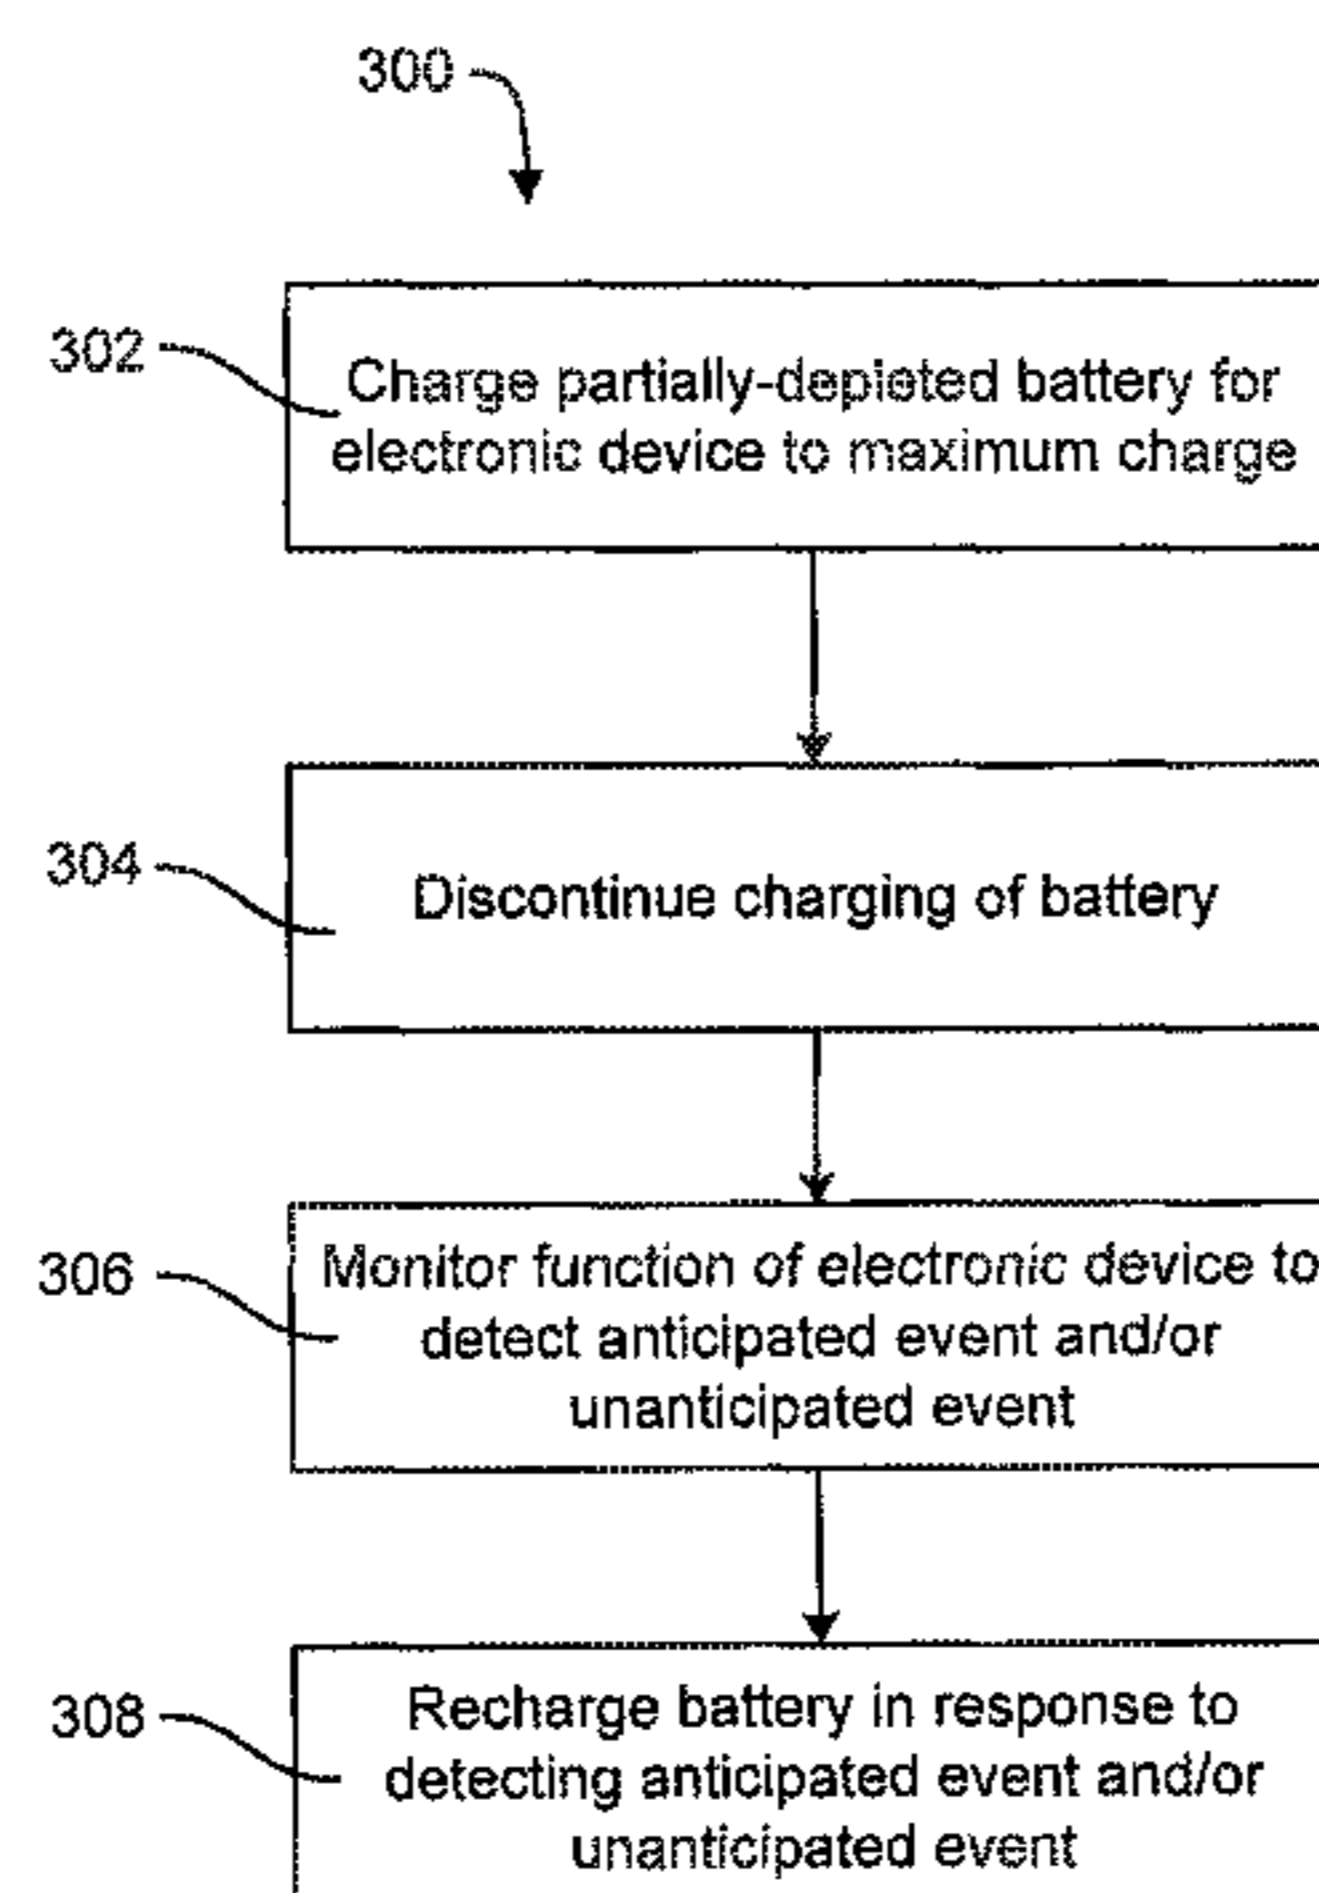 300
302
Charge partially-depleted battery for
electronic device to maximum charge
304
Discontinue charging of battery
306
Monitor function of electronic device to
detect anticipated event and/or
unanticipated event
308
Recharge battery in response to
detecting anticipated event and/or
unanticipated event